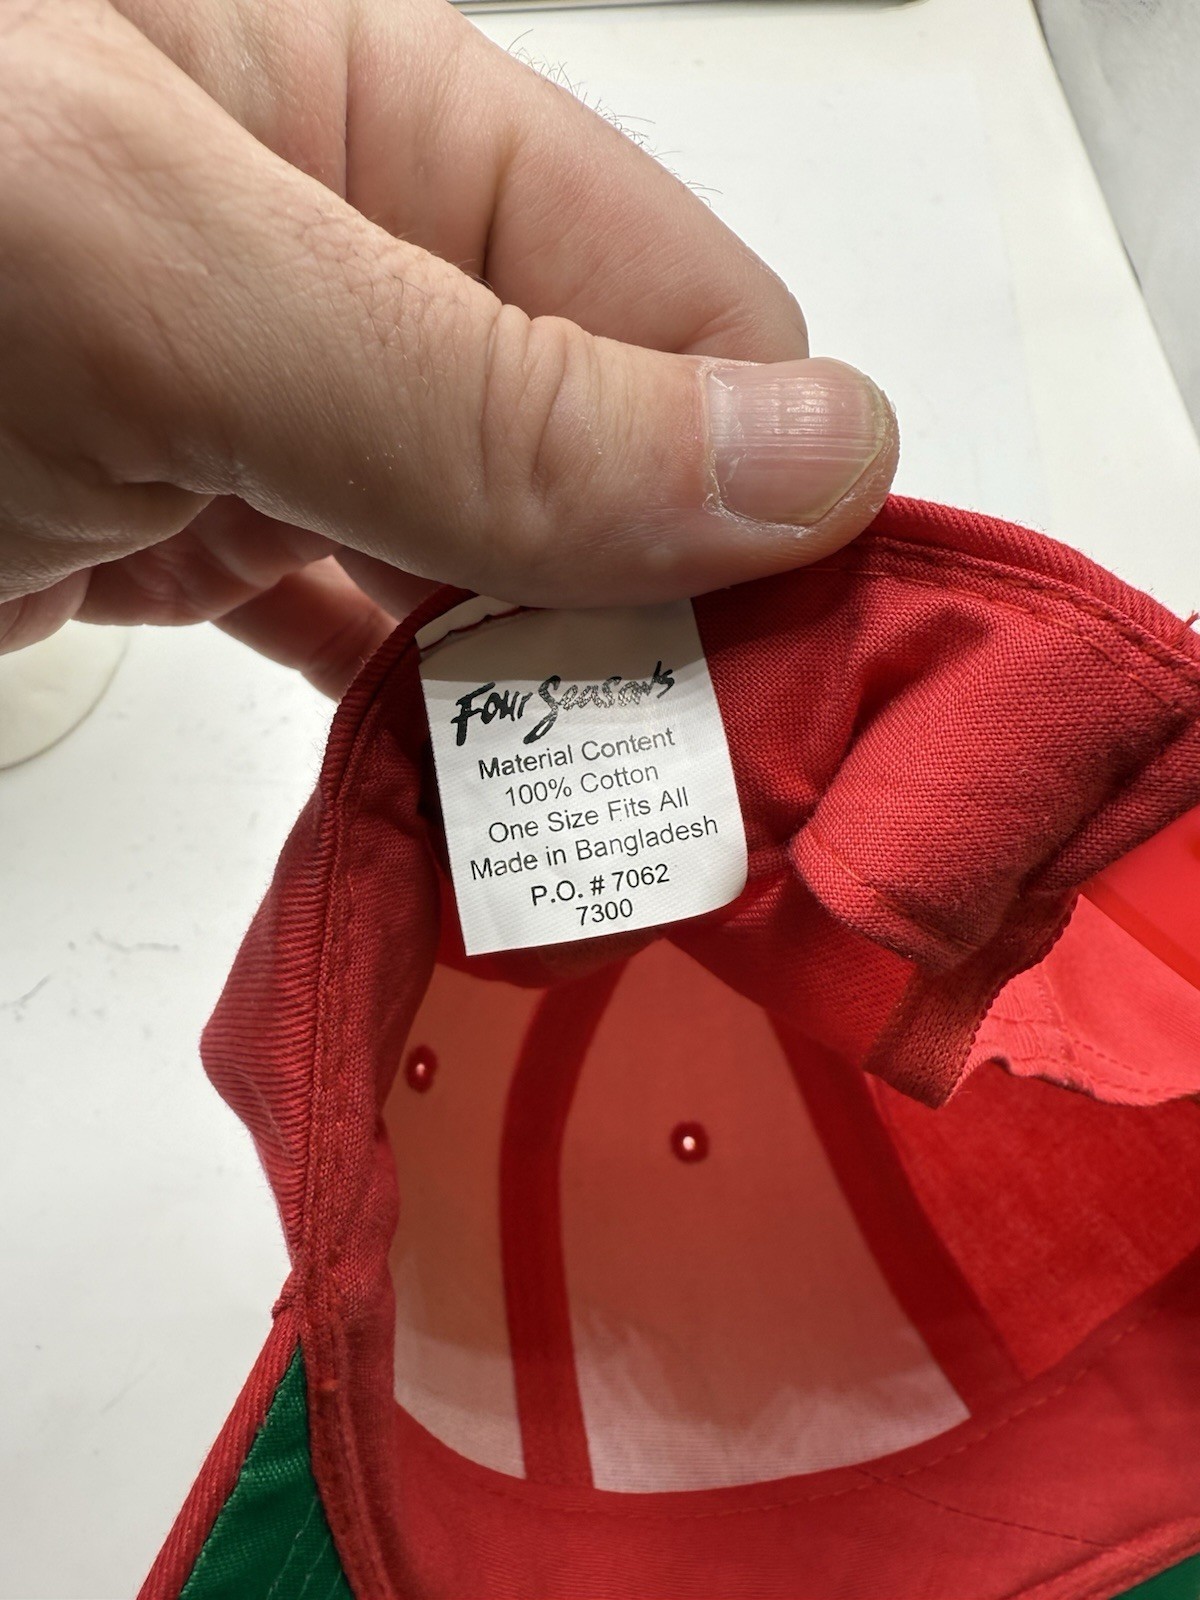 Four Seasons
Material Content
100% Cotton
One Size Fits All
Made in Bangladesh
P.O. # 7062
7300